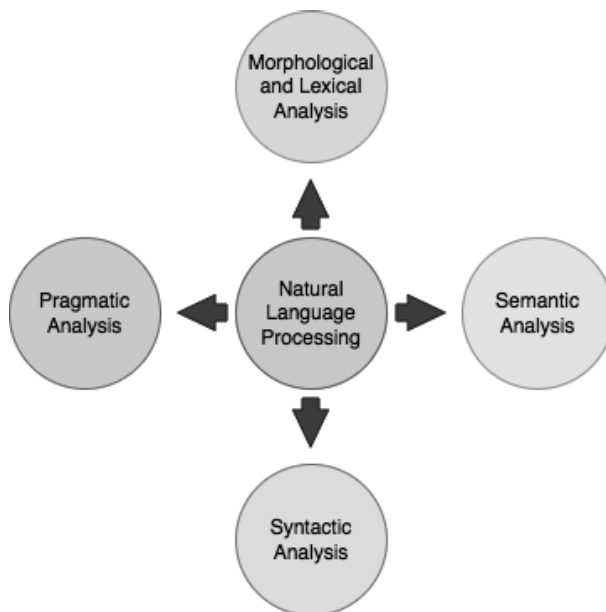 Morphological
and Lexical
Analysis
Pragmatic
Analysis
Natural
Language
Processing
Semantic
Analysis
Syntactic
Analysis